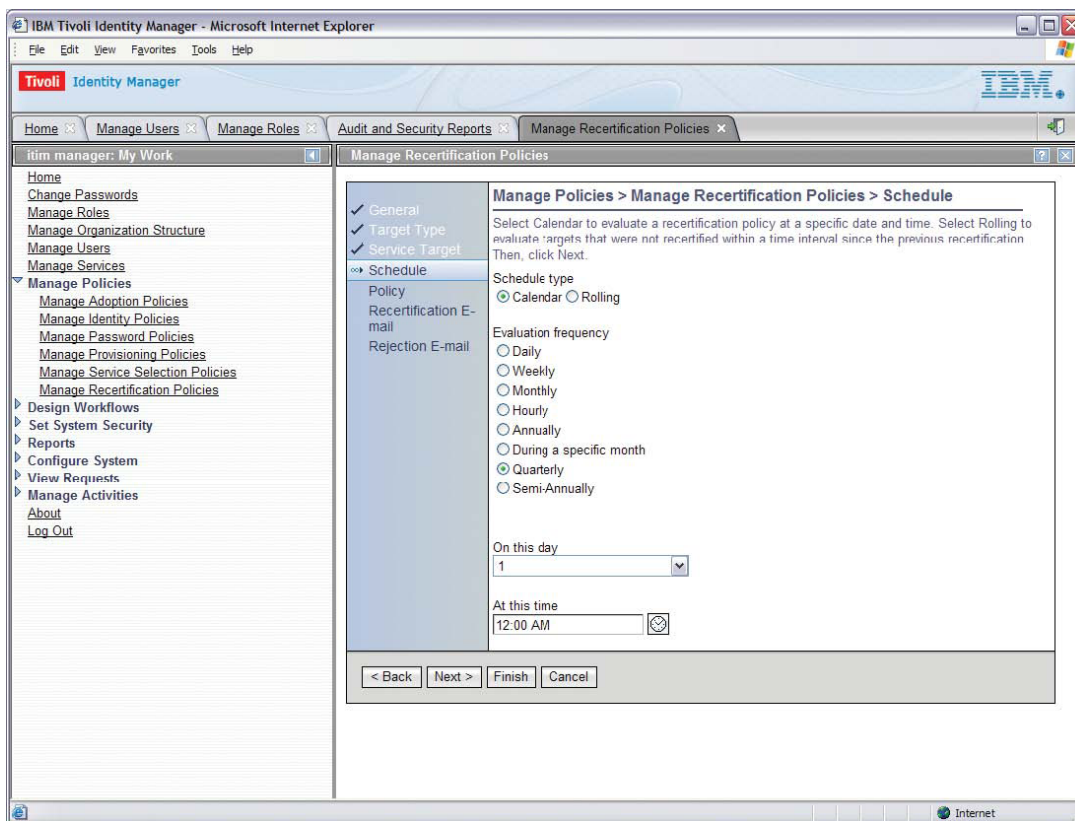 IBM Tivoli Identity Manager - Microsoft Internet Explorer
File Edit View Favorites Tools Help
Tivoli Identity Manager
IBM.
Home Manage Users Manage Roles Audit and Security Reports Manage Recertification Policies
itim manager: My Work
Home
Change Passwords
Manage Roles
Manage Organization Structure
Manage Users
Manage Services
Manage Policies
Manage Adoption Policies
Manage Identity Policies
Manage Password Policies
Manage Provisioning Policies
Manage Service Selection Policies
Manage Recertification Policies
Design Workflows
Set System Security
Reports
Configure System
View Requests
Manage Activities
About
Log Out
Manage Recertification Policies
General
Target Type
Service Target
Schedule
Policy
Recertification E-
mail
Rejection E-mail
Manage Policies > Manage Recertification Policies > Schedule
Select Calendar to evaluate a recertification policy at a specific date and time. Select Rolling to
evaluate targets that were not recertified within a time interval since the previous recertification
Then, click Next.
Schedule type
Calendar Rolling
Evaluation frequency
Daily
Weekly
Monthly
Hourly
Annually
During a specific month
Quarterly
Semi-Annually
On this day
1
At this time
12:00 AM
< Back Next > Finish Cancel
Internet